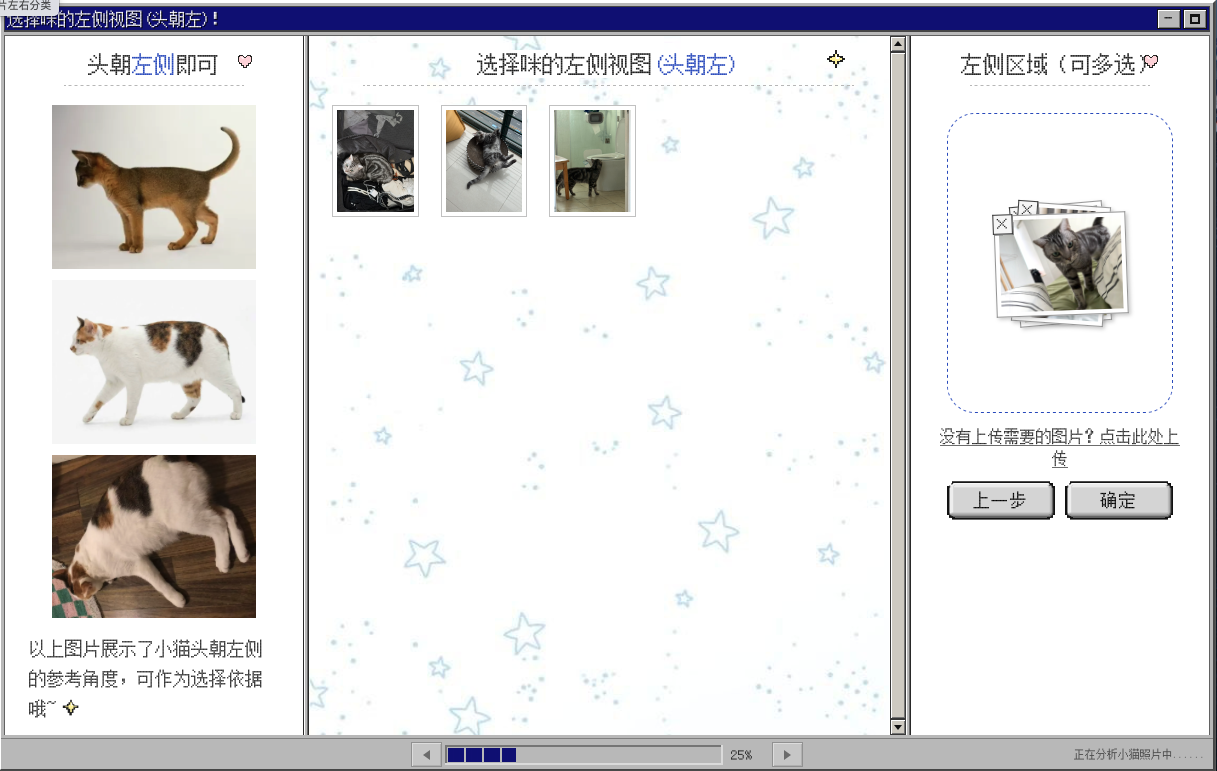 片左右分类
选择咪的左侧视图(头朝左)!
头朝左侧即可
以上图片展示了小猫头朝左侧
的参考角度，可作为选择依据
哦~
选择咪的左侧视图 (头朝左)
左侧区域（可多选）
没有上传需要的图片？点击此处上
传
上一步
确定
25%
正在分析小猫照片中......